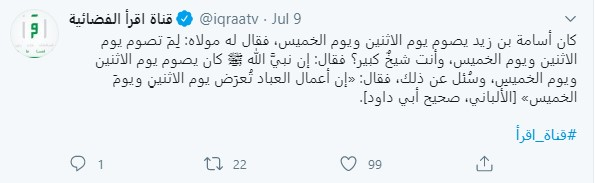 قناة اقرأ الفضائية @iqraatv · Jul 9
كان أسامة بن زيد يصوم يوم الاثنين ويوم الخميس، فقال له مولاه: لِمَ تصوم يوم
الاثنين ويوم الخميس، وأنت شيخٌ كبير؟ فقال: إن نبيَّ الله ﷺ كان يصوم يوم الاثنين
ويوم الخميس، وسُئل عن ذلك، فقال: «إن أعمال العباد تُعرَض يوم الاثنينِ ويومَ
الخميس» [الألباني، صحيح أبي داود].
#قناة_اقرأ
1 22 99